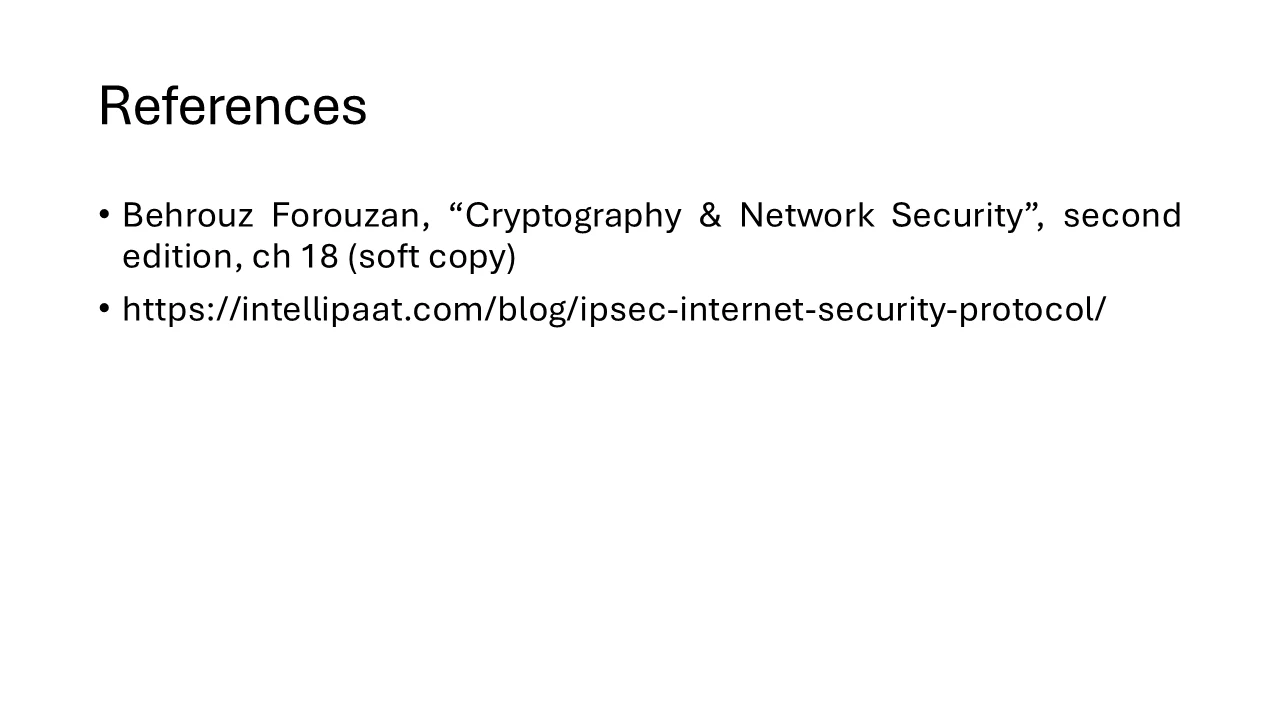 References
• Behrouz Forouzan, “Cryptography & Network Security”, second
edition, ch 18 (soft copy)
• https://intellipaat.com/blog/ipsec-internet-security-protocol/